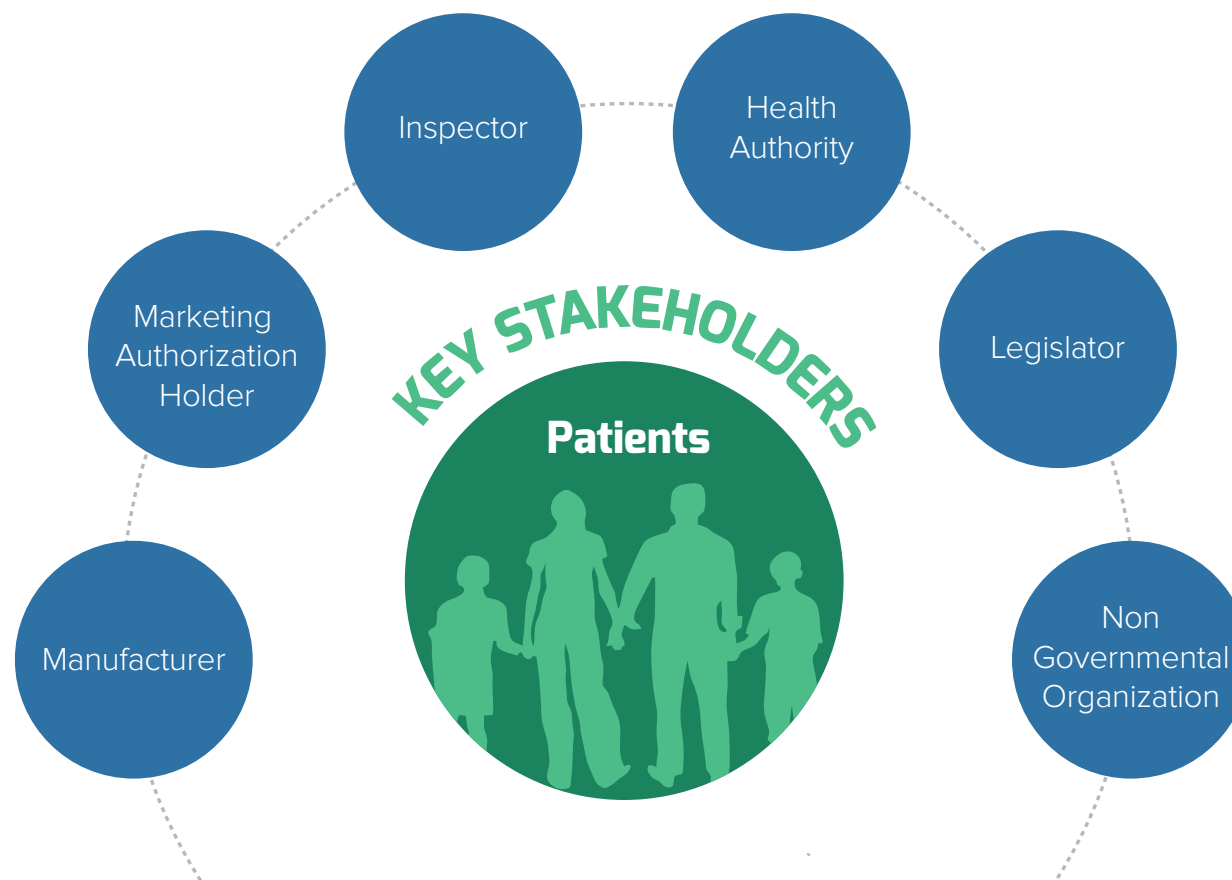 Inspector
Health
Authority
Marketing
Authorization
Holder
Legislator
KEY STAKEHOLDERS
Patients
Manufacturer
Non
Governmental
Organization